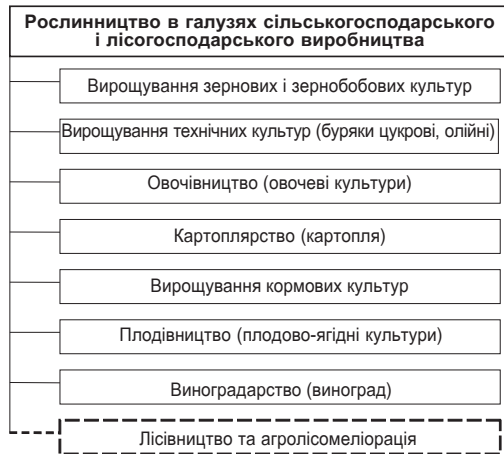 Рослинництво в галузях сільськогосподарського
і лісогосподарського виробництва
Вирощування зернових і зернобобових культур
Вирощування технічних культур (буряки цукрові, олійні)
Овочівництво (овочеві культури)
Картоплярство (картопля)
Вирощування кормових культур
Плодівництво (плодово-ягідні культури)
Виноградарство (виноград)
Лісівництво та агролісомеліорація